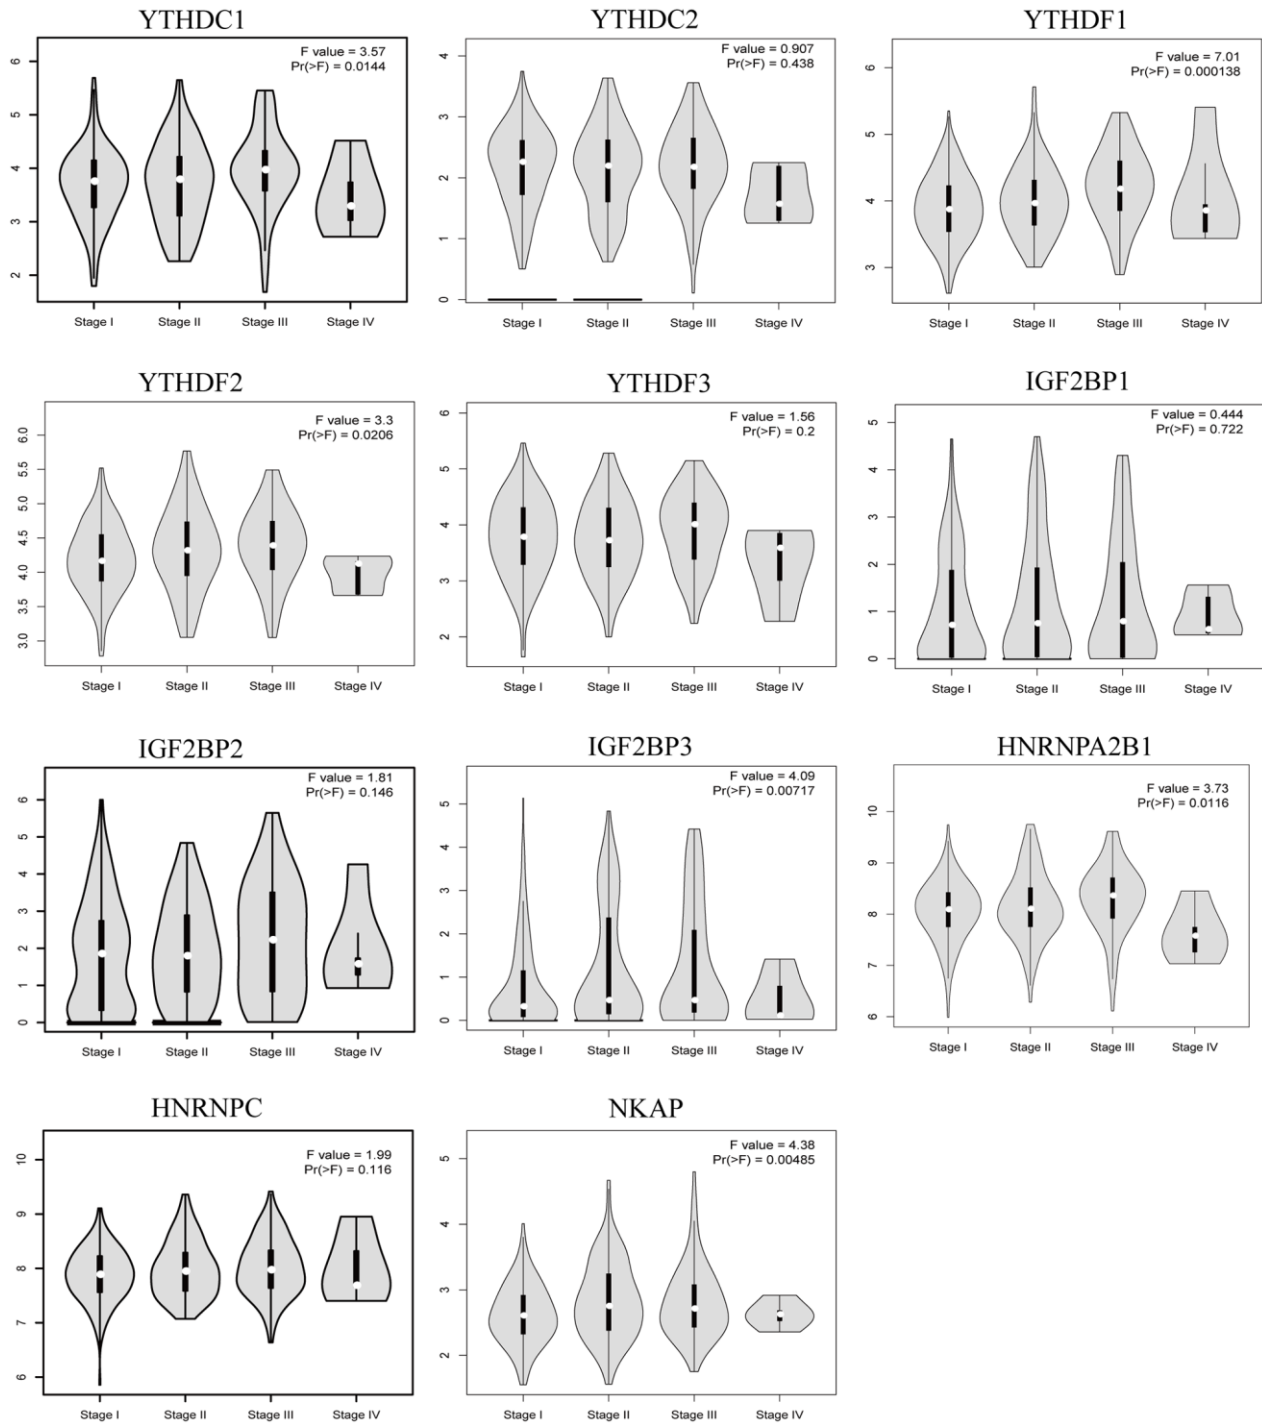 YTHDC1
F value = 3.57
Pr(>F) = 0.0144
6
5
4
3
2
Stage I Stage II Stage III Stage IV
YTHDC2
F value = 0.907
Pr(>F) = 0.438
4
3
2
1
0
Stage I Stage II Stage III Stage IV
YTHDF1
F value = 7.01
Pr(>F) = 0.000138
6
5
4
3
Stage I Stage II Stage III Stage IV
YTHDF2
F value = 3.3
Pr(>F) = 0.0206
6.0
5.5
5.0
4.5
4.0
3.5
3.0
Stage I Stage II Stage III Stage IV
YTHDF3
F value = 1.56
Pr(>F) = 0.2
6
5
4
3
2
Stage I Stage II Stage III Stage IV
IGF2BP1
F value = 0.444
Pr(>F) = 0.722
5
4
3
2
1
0
Stage I Stage II Stage III Stage IV
IGF2BP2
F value = 1.81
Pr(>F) = 0.146
6
5
4
3
2
1
0
Stage I Stage II Stage III Stage IV
IGF2BP3
F value = 4.09
Pr(>F) = 0.00717
5
4
3
2
1
0
Stage I Stage II Stage III Stage IV
HNRNPA2B1
F value = 3.73
Pr(>F) = 0.0116
10
9
8
7
6
Stage I Stage II Stage III Stage IV
HNRNPC
F value = 1.99
Pr(>F) = 0.116
10
9
8
7
6
Stage I Stage II Stage III Stage IV
NKAP
F value = 4.38
Pr(>F) = 0.00485
5
4
3
2
Stage I Stage II Stage III Stage IV